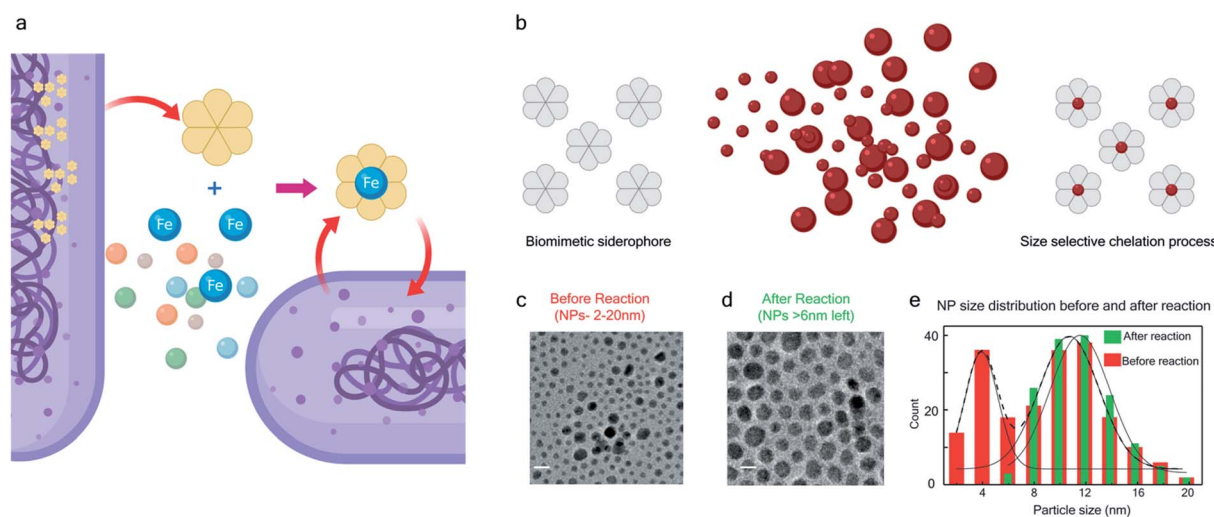 a
+
Fe
Fe
Fe
Fe
b
Biomimetic siderophore
Size selective chelation process
c
Before Reaction
(NPs- 2-20nm)
d
After Reaction
(NPs >6nm left)
e
NP size distribution before and after reaction
After reaction
Before reaction
Count
40
20
0
4
8
12
16
20
Particle size (nm)